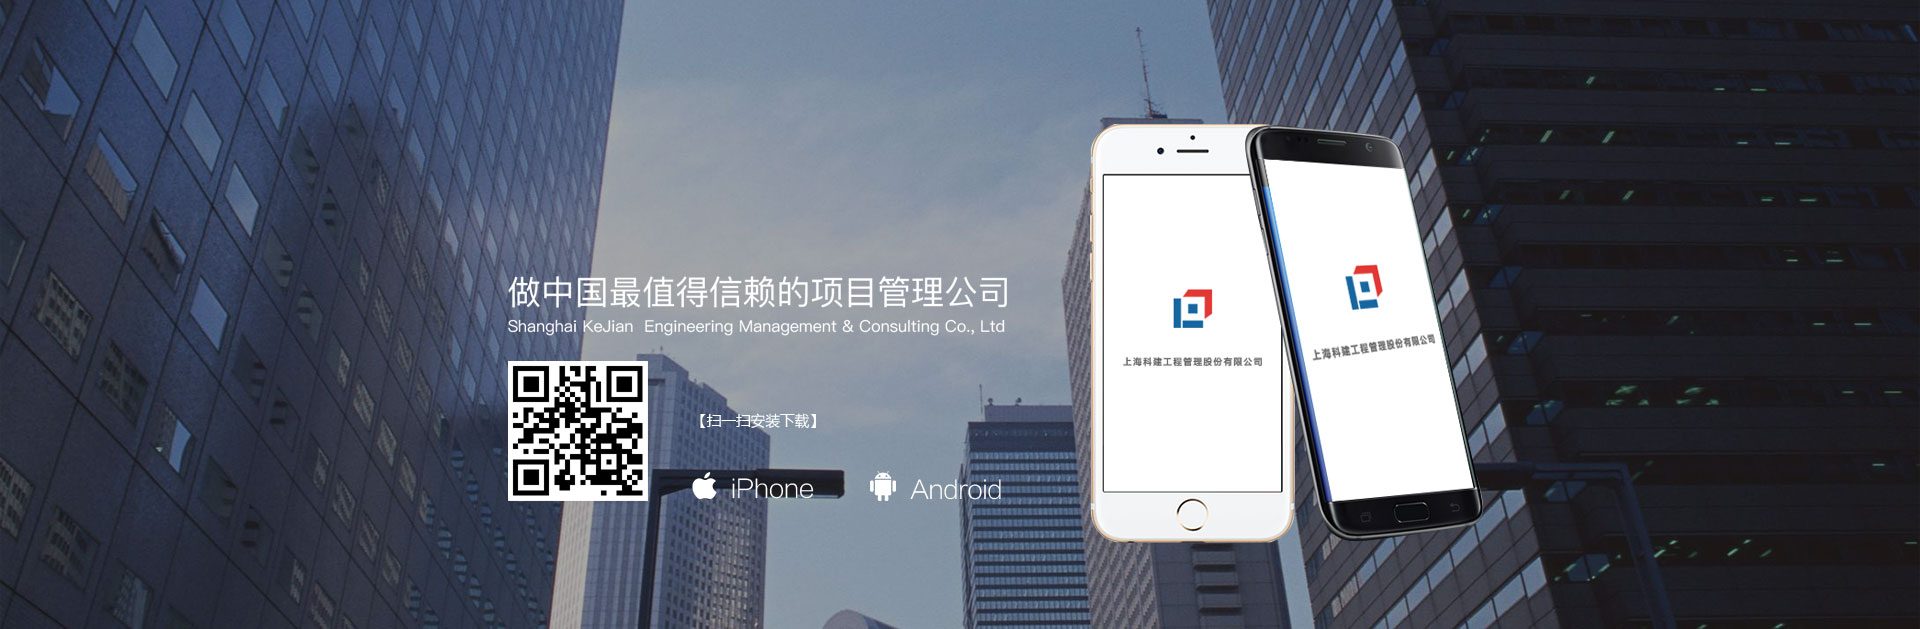 做中国最值得信赖的项目管理公司
Shanghai KeJian Engineering Management & Consulting Co., Ltd
【扫一扫安装下载】
iPhone
Android
上海科建工程管理股份有限公司
上海科建工程管理股份有限公司